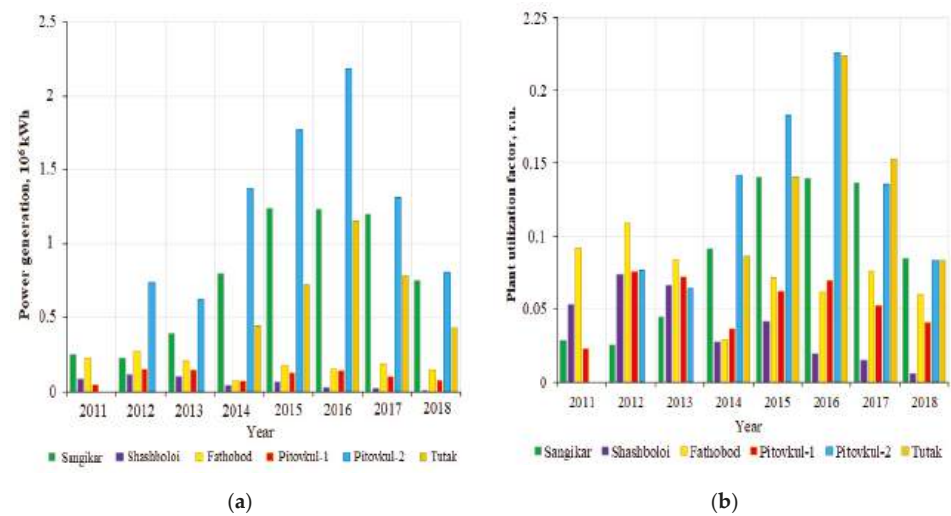 2.5
2
1.5
1
0.5
0
Power generation, 10⁶ kWh
2011 2012 2013 2014 2015 2016 2017 2018
Year
Sangikar Shashboloi Fathobod Pitovkul-1 Pitovkul-2 Tutak
(a)
2.25
0.2
0.15
0.1
0.05
0
Plant utilization factor, r.u.
2011 2012 2013 2014 2015 2016 2017 2018
Year
Sangikar Shashboloi Fathobod Pitovkul-1 Pitovkul-2 Tutak
(b)